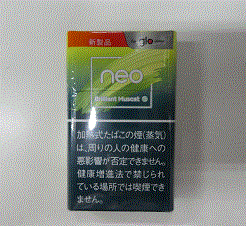 新製品
glo
neo
Brilliant Muscat
加熱式たばこの煙(蒸気)
は、周りの人の健康への
悪影響が否定できません。
健康増進法で禁じられ
ている場所では喫煙でき
ません。